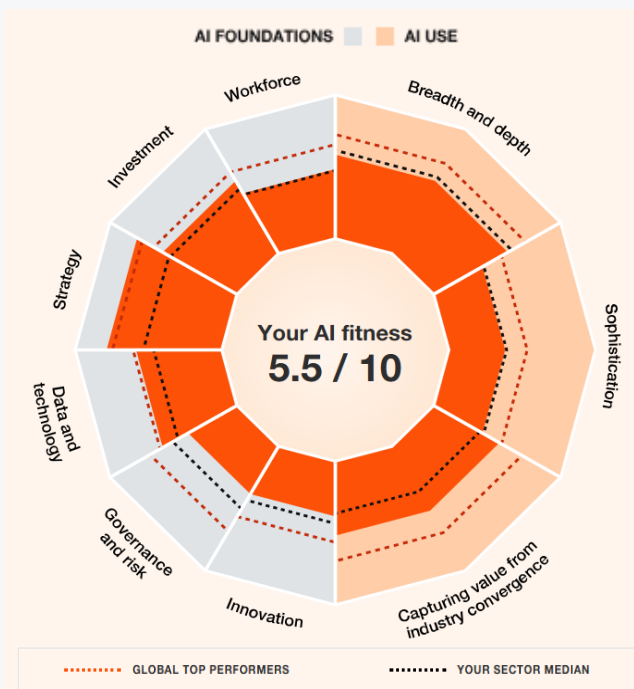 AI FOUNDATIONS AI USE
Workforce
Breadth and depth
Investment
Strategy
Sophistication
Your AI fitness
5.5 / 10
Data and
technology
Governance
and risk
Innovation
Capturing value from
industry convergence
GLOBAL TOP PERFORMERS YOUR SECTOR MEDIAN